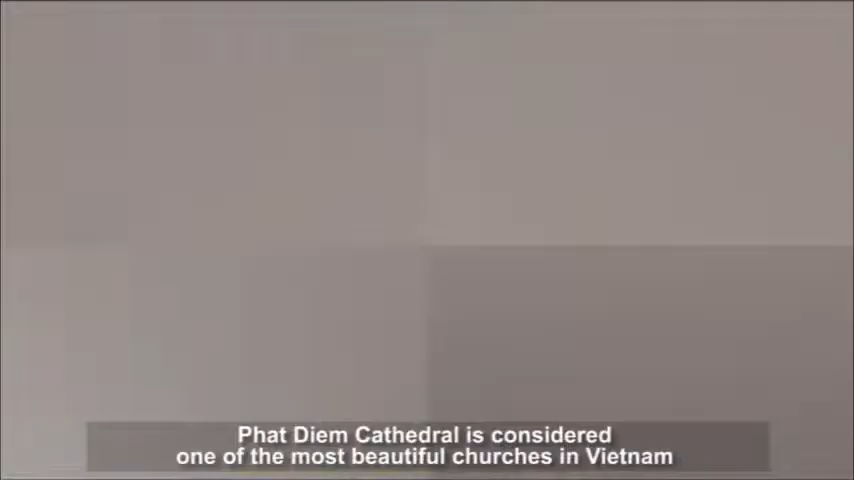 Phat Diem Cathedral is considered
one of the most beautiful churches in Vietnam